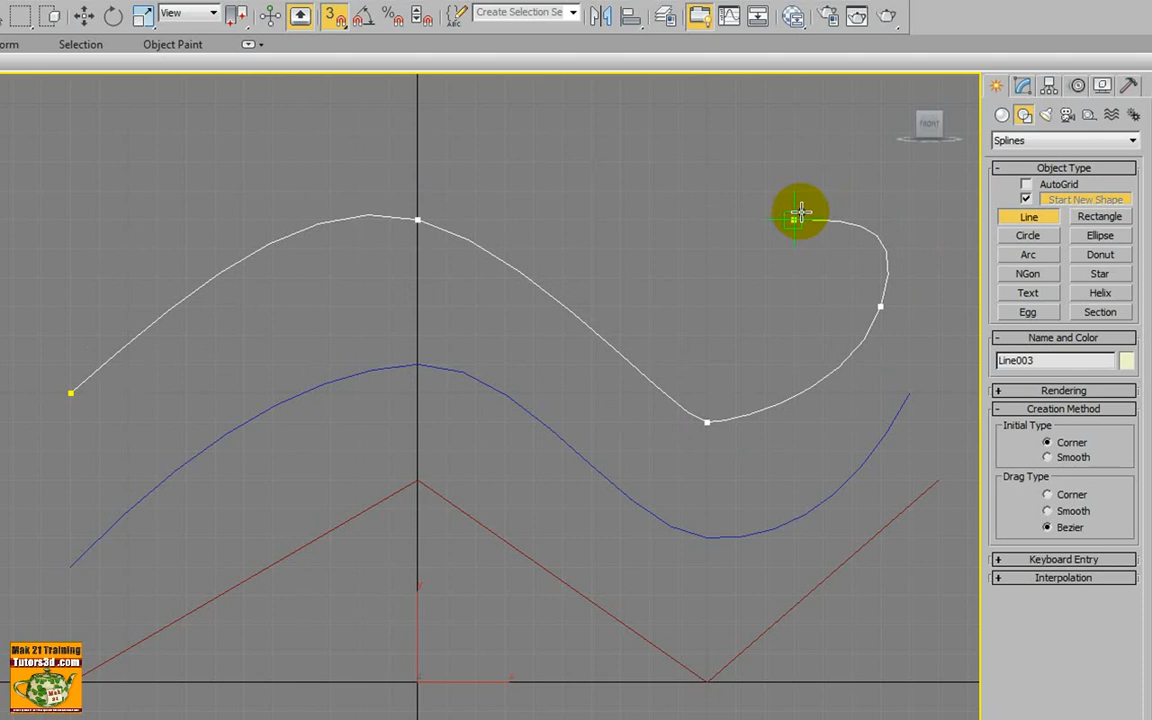 View
3
%
ABC
Create Selection Se
orm
Selection
Object Paint
FRONT
Splines
- Object Type
AutoGrid
Start New Shape
Line
Rectangle
Circle
Ellipse
Arc
Donut
NGon
Star
Text
Helix
Egg
Section
- Name and Color
Line003
+ Rendering
- Creation Method
Initial Type
Corner
Smooth
Drag Type
Corner
Smooth
Bezier
+ Keyboard Entry
+ Interpolation
Mak 21 Training
Tutors3d .com